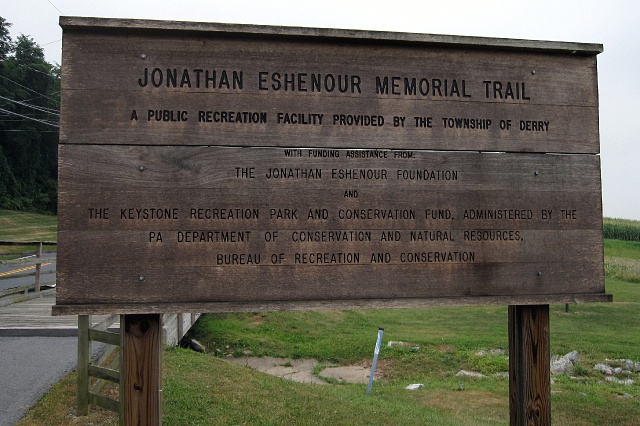 JONATHAN ESHENOUR MEMORIAL TRAIL
A PUBLIC RECREATION FACILITY PROVIDED BY THE TOWNSHIP OF DERRY
WITH FUNDING ASSISTANCE FROM:
THE JONATHAN ESHENOUR FOUNDATION
AND
THE KEYSTONE RECREATION PARK AND CONSERVATION FUND, ADMINISTERED BY THE
PA DEPARTMENT OF CONSERVATION AND NATURAL RESOURCES,
BUREAU OF RECREATION AND CONSERVATION